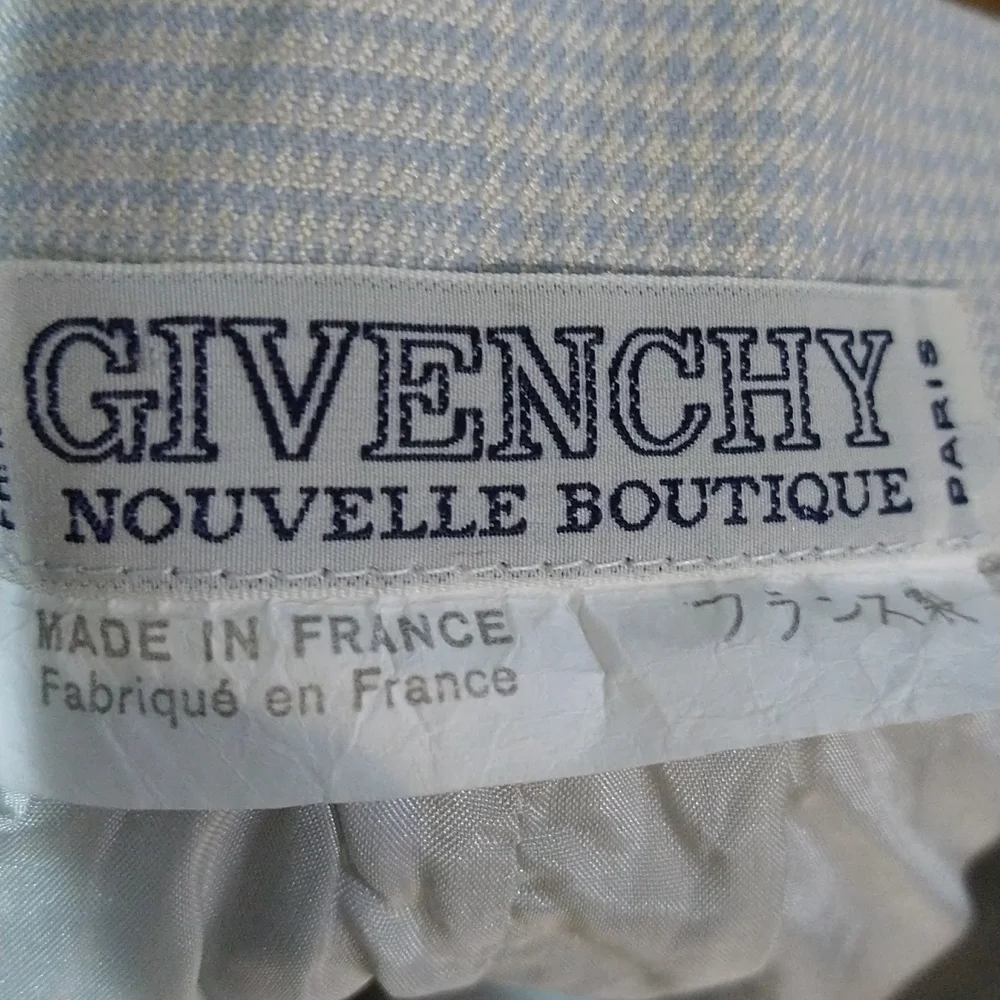 GIVENCHY
NOUVELLE BOUTIQUE
PARIS
MADE IN FRANCE
Fabriqué en France
フランス製